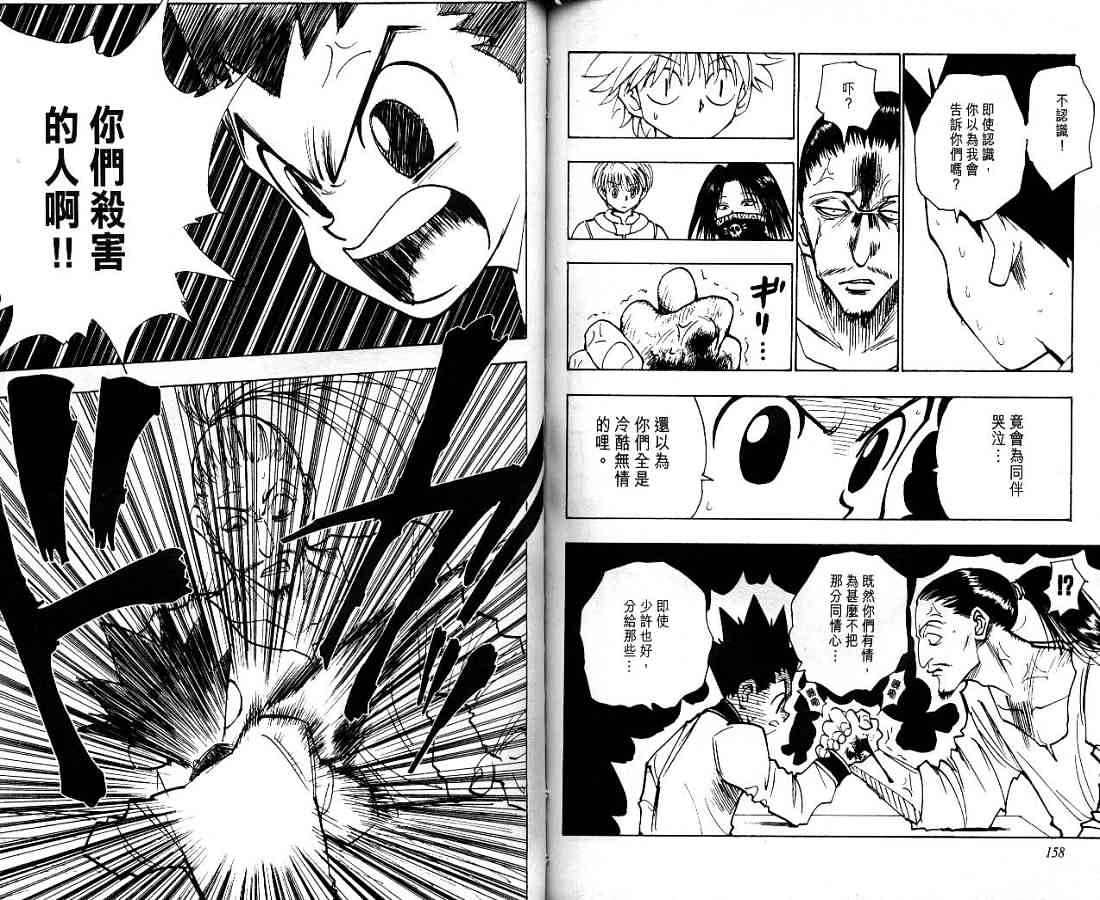 不認識！
即使認識，
你以為我會
告訴你們嗎？
吓？
ギリ…
竟會為同伴
哭泣…
還以為
你們全是
冷酷無情
的哩。
!?
既然你們有情，
為甚麼不把
那分同情心…
即使
少許也好，
分給那些…
158
你們殺害
的人啊!!
ガッ